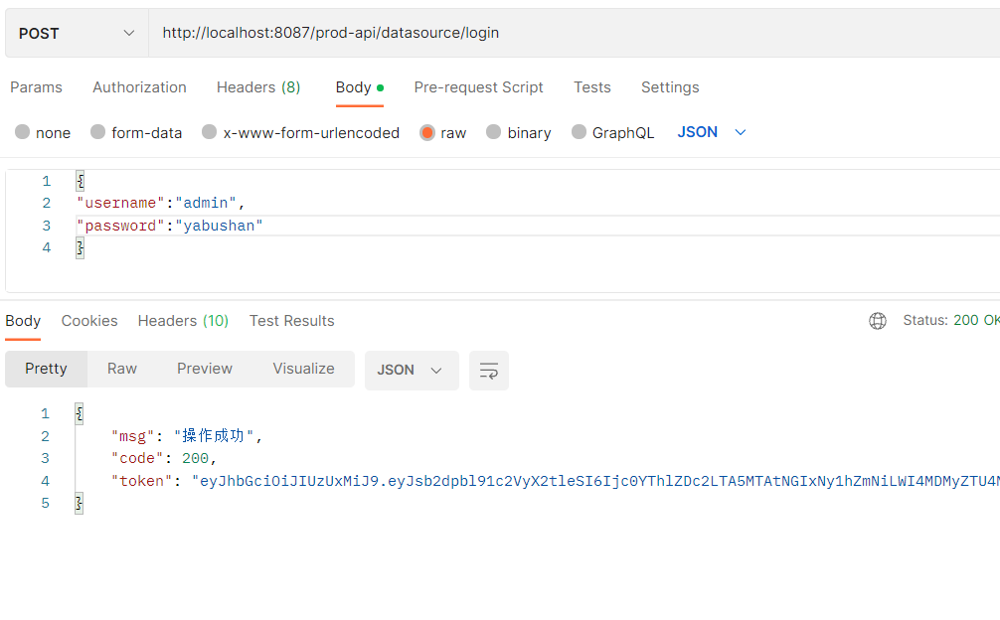 POST http://localhost:8087/prod-api/datasource/login
Params Authorization Headers (8) Body Pre-request Script Tests Settings
none form-data x-www-form-urlencoded raw binary GraphQL JSON
1 {
2 "username":"admin",
3 "password":"yabushan"
4 }
Body Cookies Headers (10) Test Results Status: 200 OK
Pretty Raw Preview Visualize JSON
1 {
2 "msg": "操作成功",
3 "code": 200,
4 "token": "eyJhbGciOiJIUzUxMiJ9.eyJsb2dpbl91c2VyX2tleSI6Ijc0YThlZDc2LTA5MTAtNGIxNy1hZmNiLWI4MDMyZTU4N
5 }